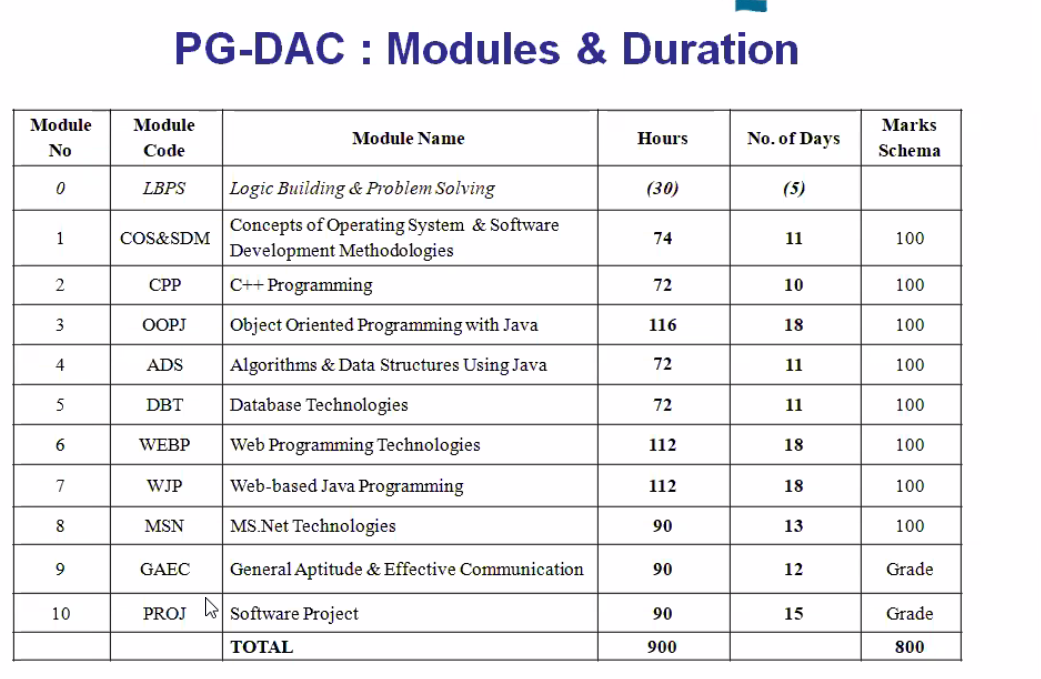 PG-DAC : Modules & Duration
Module No Module Code Module Name Hours No. of Days Marks Schema
0 LBPS Logic Building & Problem Solving (30) (5)
1 COS&SDM Concepts of Operating System & Software Development Methodologies 74 11 100
2 CPP C++ Programming 72 10 100
3 OOPJ Object Oriented Programming with Java 116 18 100
4 ADS Algorithms & Data Structures Using Java 72 11 100
5 DBT Database Technologies 72 11 100
6 WEBP Web Programming Technologies 112 18 100
7 WJP Web-based Java Programming 112 18 100
8 MSN MS.Net Technologies 90 13 100
9 GAEC General Aptitude & Effective Communication 90 12 Grade
10 PROJ Software Project 90 15 Grade
TOTAL 900 800